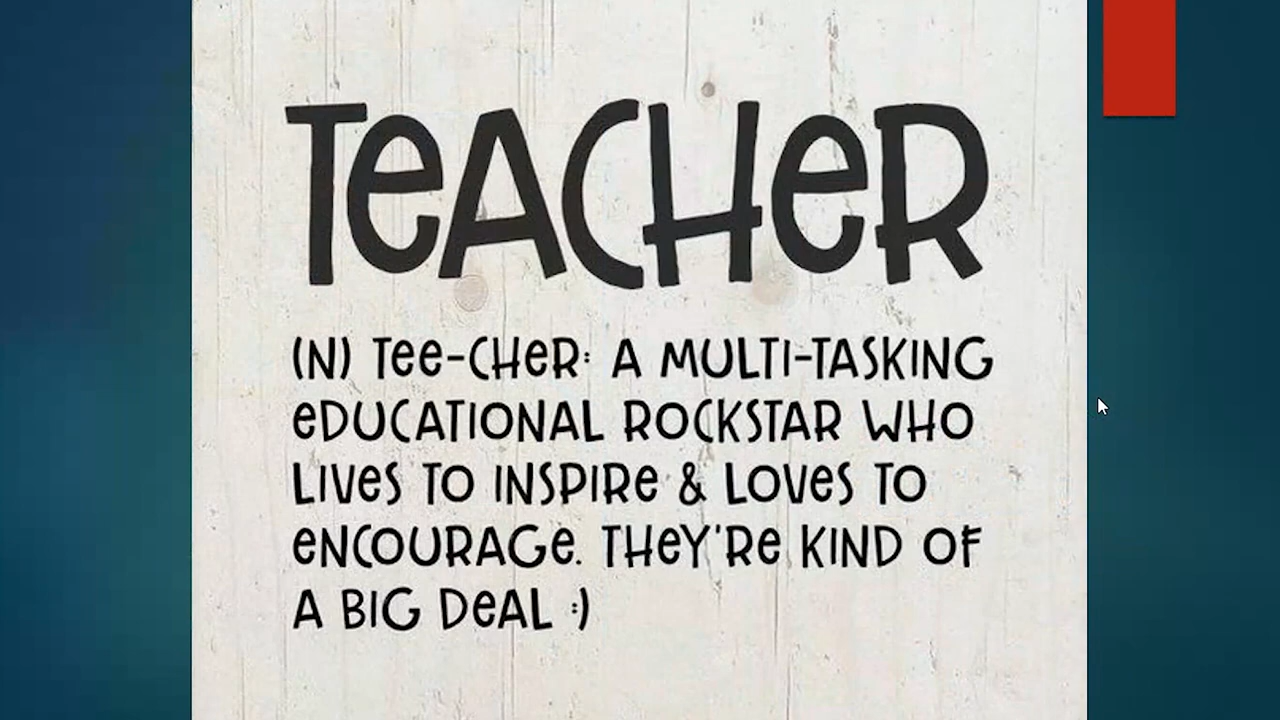 TeACHeR
(N) Tee-CHeR: A MULTI-TASKING
eDUCATIONAL ROCKSTAR WHO
LIVeS TO INSPIRe & LOVeS TO
eNCOURAGe. THeY'Re KIND OF
A BIG DeAL :)